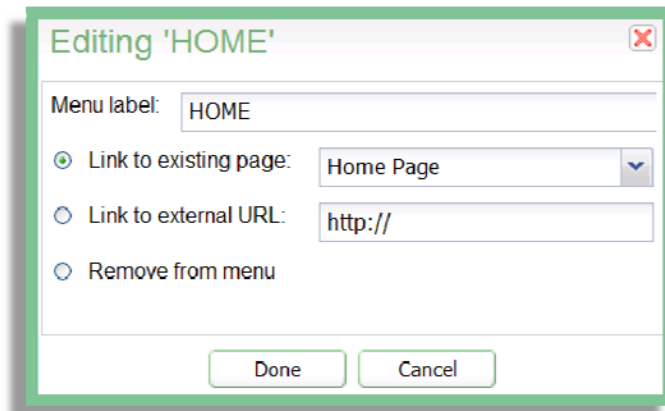 Editing 'HOME'
Menu label: HOME
Link to existing page: Home Page
Link to external URL: http://
Remove from menu
Done Cancel